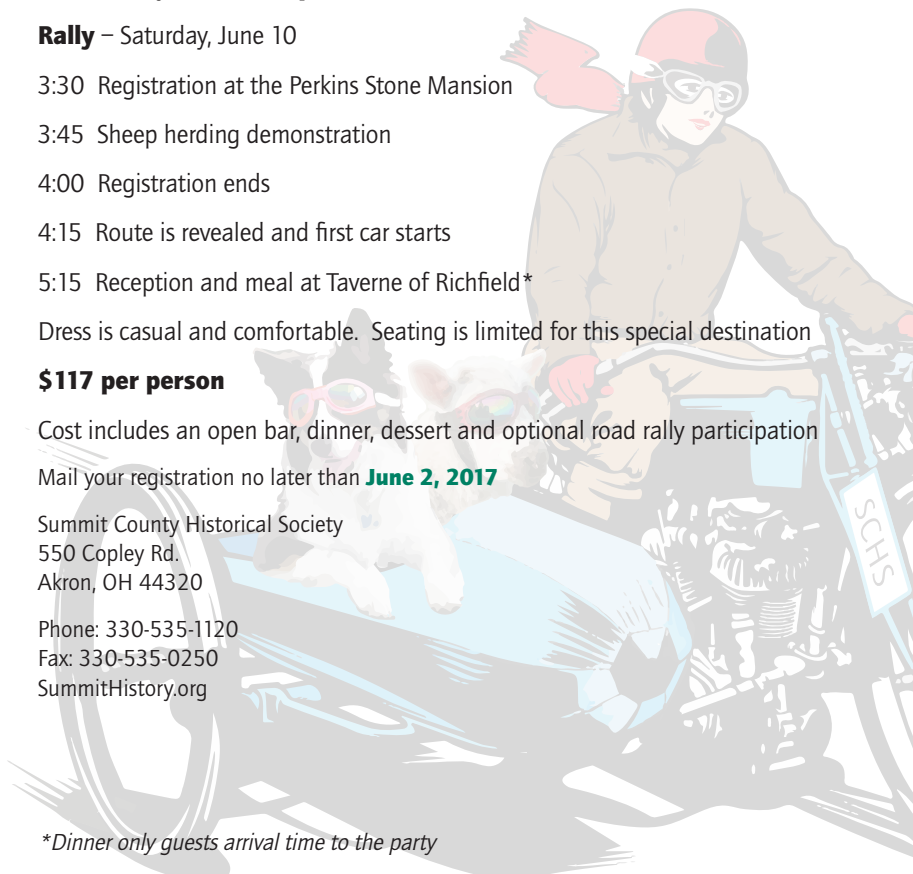 Rally – Saturday, June 10
3:30 Registration at the Perkins Stone Mansion
3:45 Sheep herding demonstration
4:00 Registration ends
4:15 Route is revealed and first car starts
5:15 Reception and meal at Taverne of Richfield*
Dress is casual and comfortable. Seating is limited for this special destination
$117 per person
Cost includes an open bar, dinner, dessert and optional road rally participation
Mail your registration no later than June 2, 2017
Summit County Historical Society
550 Copley Rd.
Akron, OH 44320
Phone: 330-535-1120
Fax: 330-535-0250
SummitHistory.org
SCHS
*Dinner only guests arrival time to the party